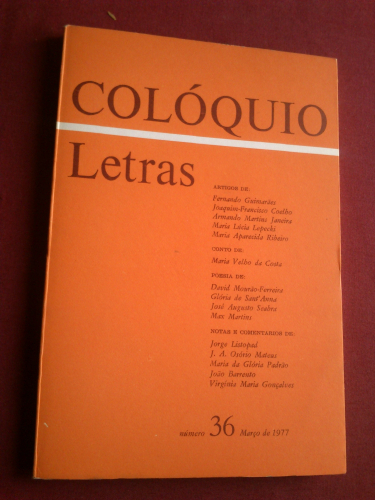 COLÓQUIO
Letras
ARTIGOS DE:
Fernando Guimarães
Joaquim-Francisco Coelho
Armando Martins Janeira
Maria Lúcia Lepecki
Maria Aparecida Ribeiro
CONTO DE:
Maria Velho da Costa
POESIA DE:
David Mourão-Ferreira
Glória de Sant'Anna
José Augusto Seabra
Max Martins
NOTAS E COMENTÁRIOS DE:
Jorge Listopad
J. A. Osório Mateus
Maria da Glória Padrão
João Barrento
Virgínia Maria Gonçalves
número 36 Março de 1977